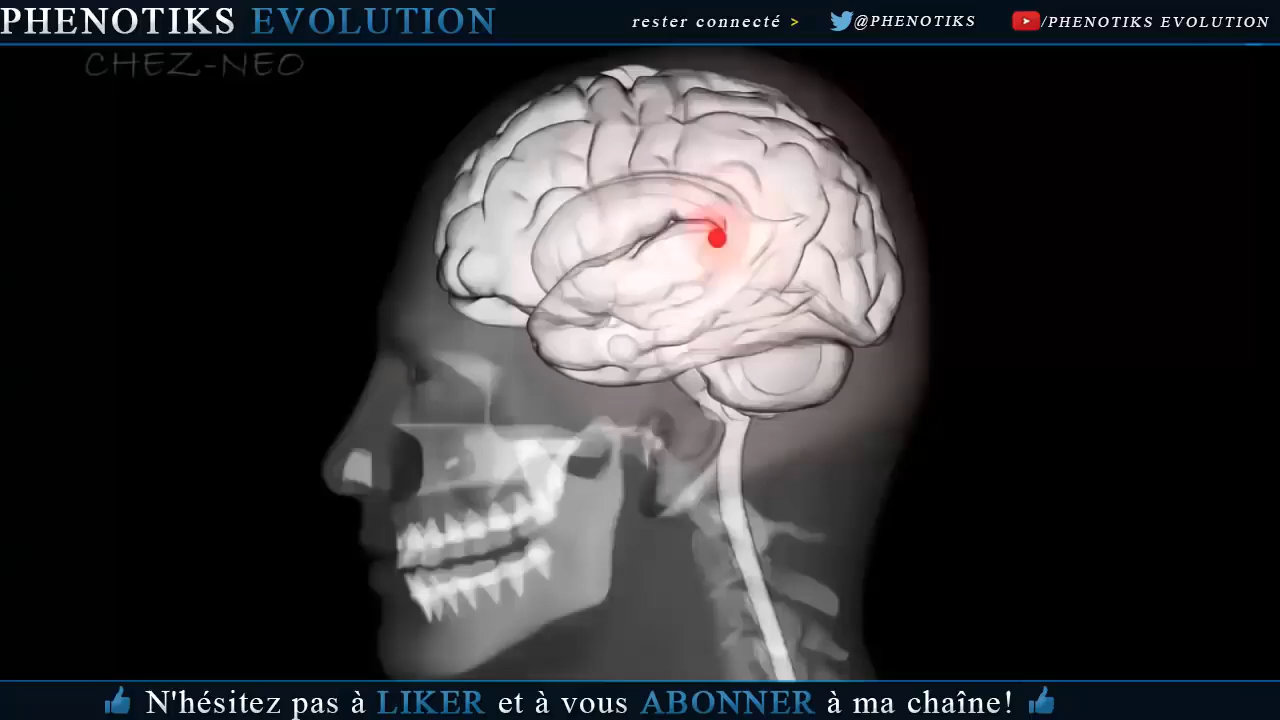 PHENOTIKS EVOLUTION rester connecté > @PHENOTIKS /PHENOTIKS EVOLUTION
CHEZ-NEO
N'hésitez pas à LIKER et à vous ABONNER à ma chaîne!